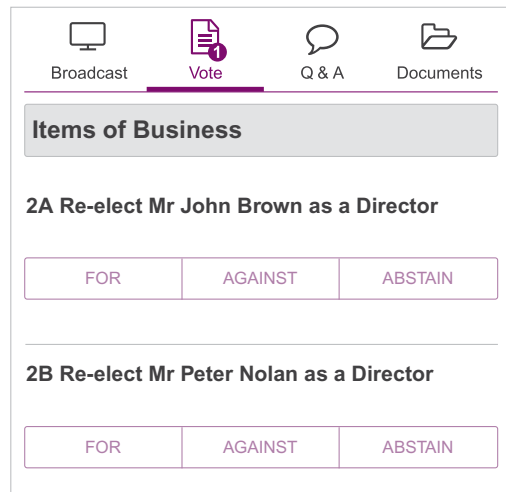 1
Broadcast Vote Q & A Documents
Items of Business
2A Re-elect Mr John Brown as a Director
FOR AGAINST ABSTAIN
2B Re-elect Mr Peter Nolan as a Director
FOR AGAINST ABSTAIN